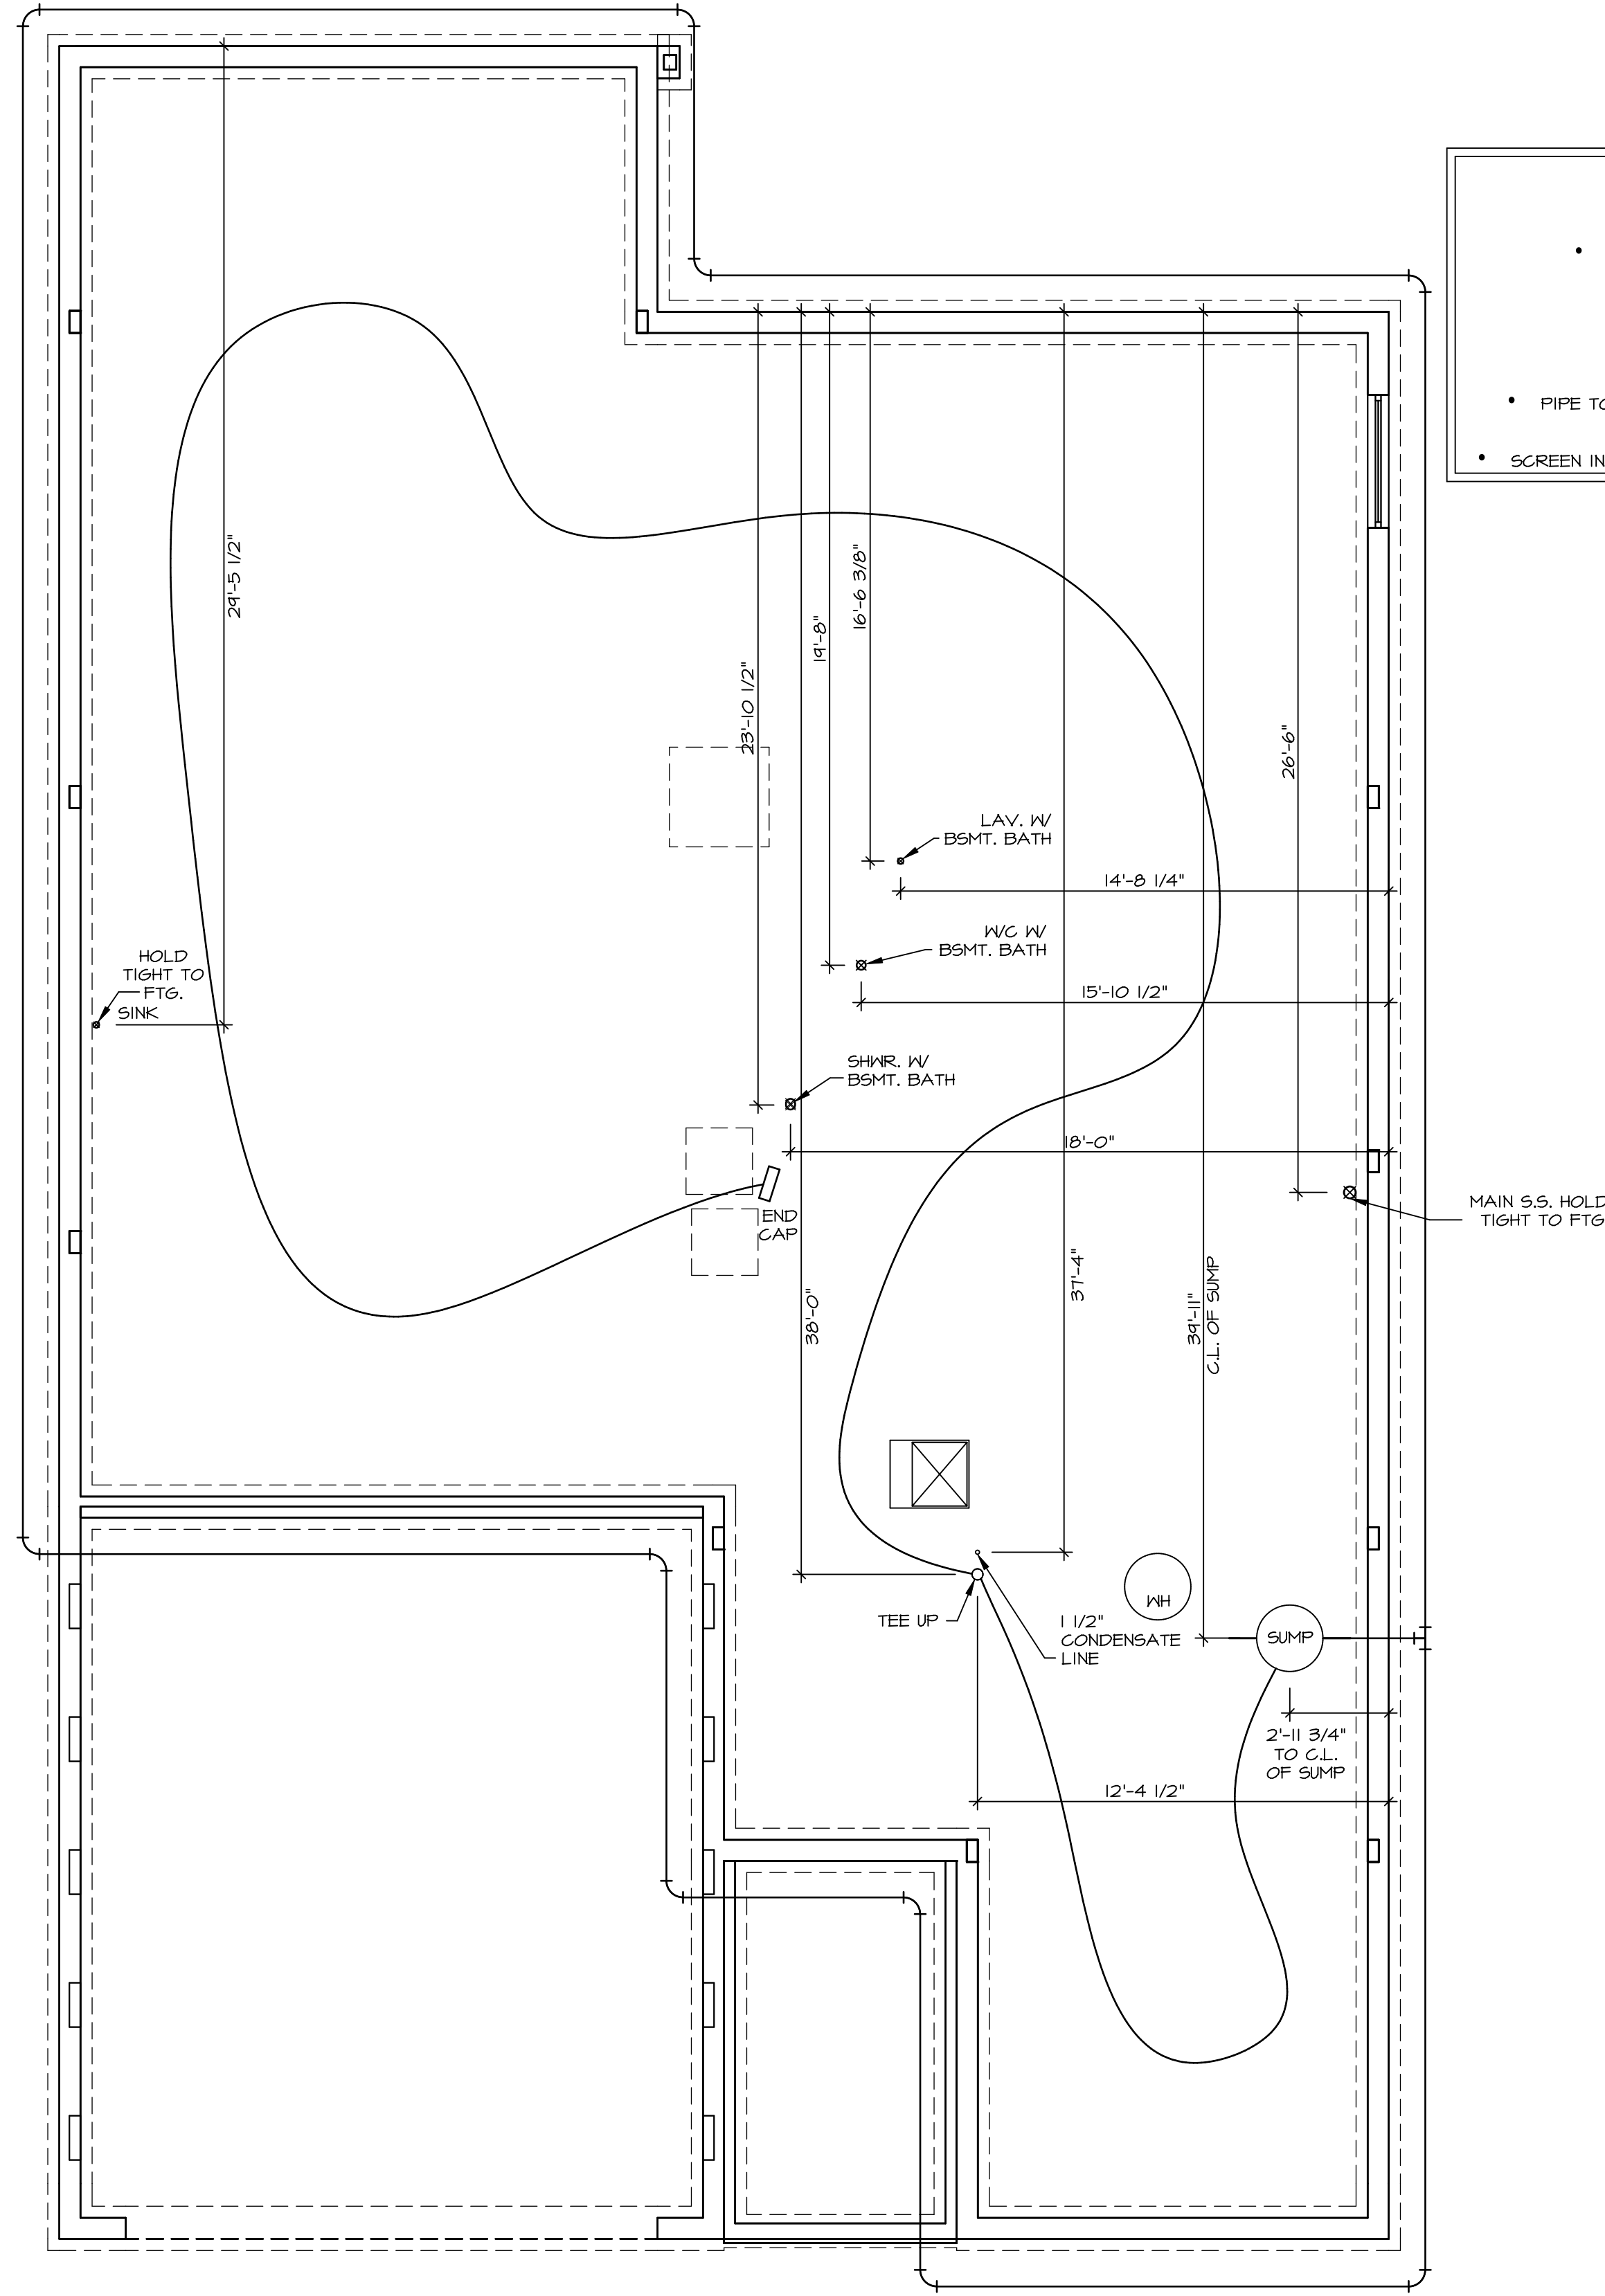 PIPE TO
SCREEN IN
29'-5 1/2"
23'-10 1/2"
19'-8"
16'-6 3/8"
26'-6"
LAV. W/
BSMT. BATH
14'-8 1/4"
W/C W/
BSMT. BATH
15'-10 1/2"
HOLD
TIGHT TO
FTG.
SINK
SHWR. W/
BSMT. BATH
18'-0"
MAIN S.S. HOLD
TIGHT TO FTG
END
CAP
38'-0"
37'-4"
39'-11"
C.L. OF SUMP
WH
TEE UP
1 1/2"
CONDENSATE
LINE
SUMP
2'-11 3/4"
TO C.L.
OF SUMP
12'-4 1/2"